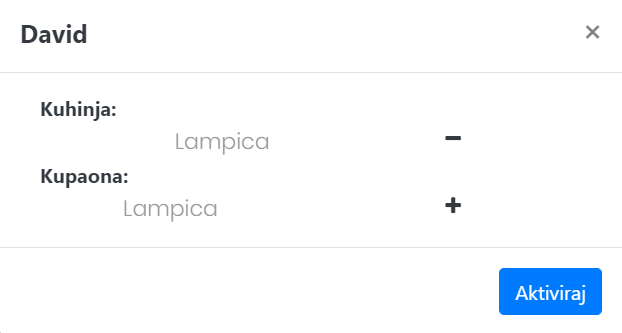 David ×
Kuhinja:
Lampica
Kupaona:
Lampica
Aktiviraj